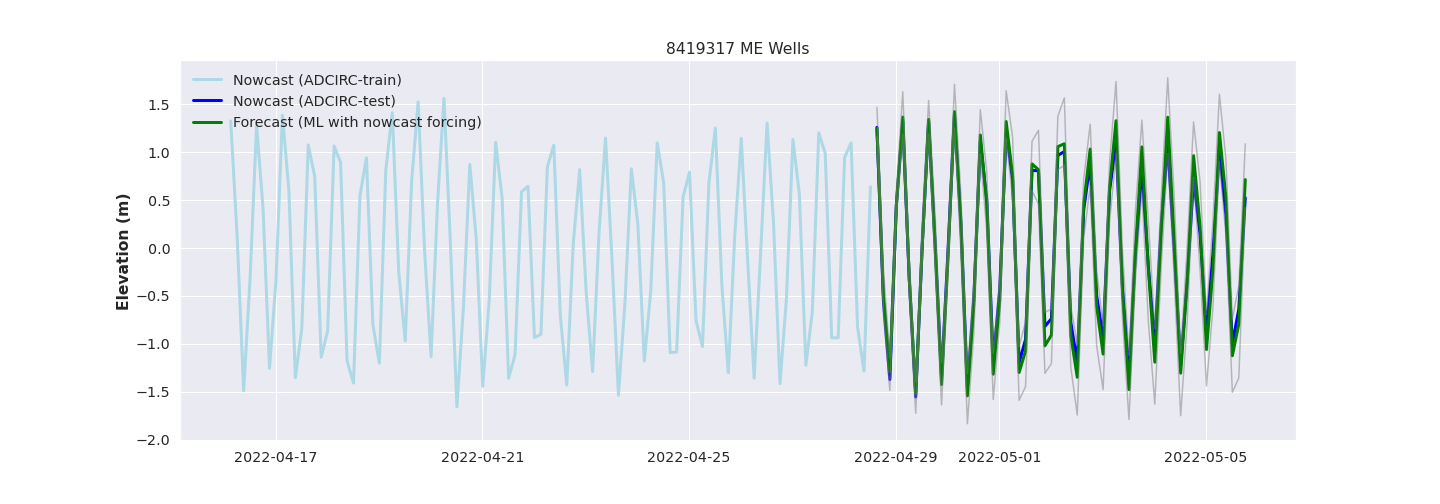 8419317 ME Wells
Nowcast (ADCIRC-train)
Nowcast (ADCIRC-test)
Forecast (ML with nowcast forcing)
Elevation (m)
1.5
1.0
0.5
0.0
−0.5
−1.0
−1.5
−2.0
2022-04-17 2022-04-21 2022-04-25 2022-04-29 2022-05-01 2022-05-05